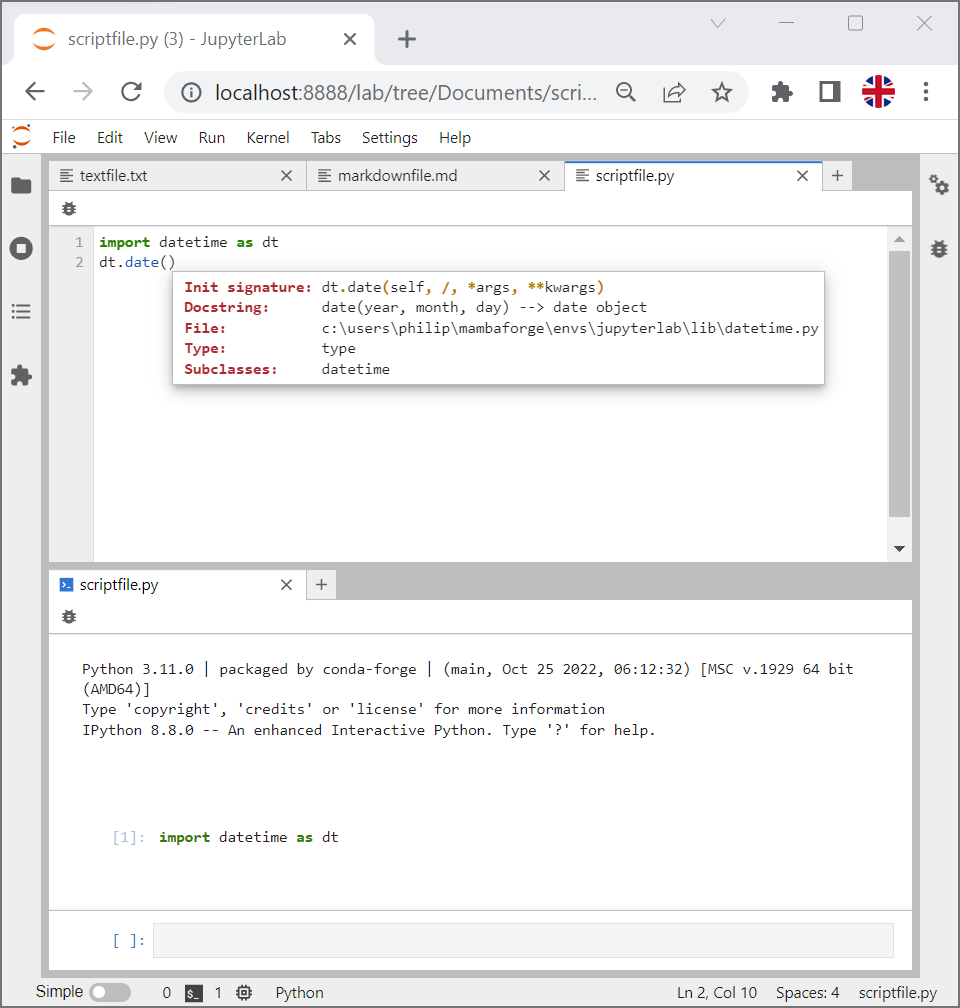 scriptfile.py (3) - JupyterLab
localhost:8888/lab/tree/Documents/scri...
File Edit View Run Kernel Tabs Settings Help
textfile.txt markdownfile.md scriptfile.py
1 import datetime as dt
2 dt.date()
Init signature: dt.date(self, /, *args, **kwargs)
Docstring: date(year, month, day) --> date object
File: c:\users\philip\mambaforge\envs\jupyterlab\lib\datetime.py
Type: type
Subclasses: datetime
scriptfile.py
Python 3.11.0 | packaged by conda-forge | (main, Oct 25 2022, 06:12:32) [MSC v.1929 64 bit
(AMD64)]
Type 'copyright', 'credits' or 'license' for more information
IPython 8.8.0 -- An enhanced Interactive Python. Type '?' for help.
[1]: import datetime as dt
[ ]:
Simple 0 1 Python Ln 2, Col 10 Spaces: 4 scriptfile.py